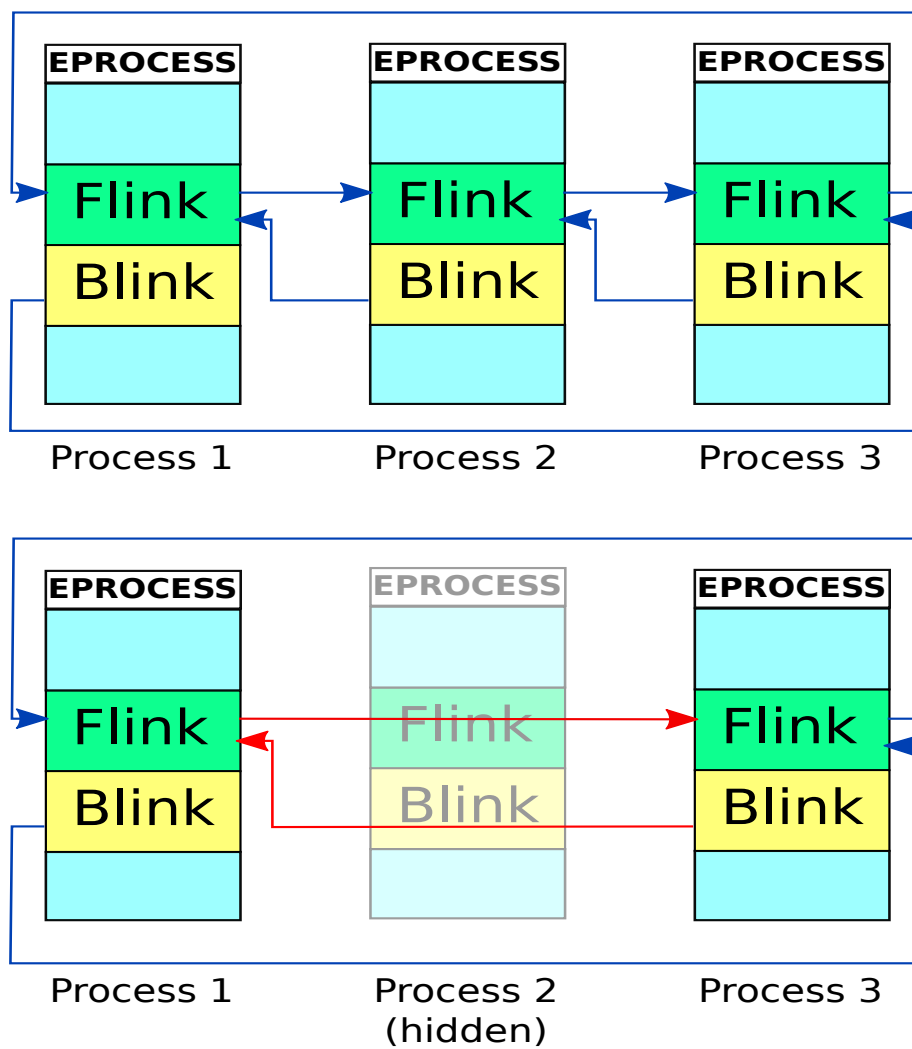 EPROCESS EPROCESS EPROCESS
Flink Flink Flink
Blink Blink Blink
Process 1 Process 2 Process 3
EPROCESS EPROCESS EPROCESS
Flink Flink Flink
Blink Blink Blink
Process 1 Process 2 Process 3
(hidden)